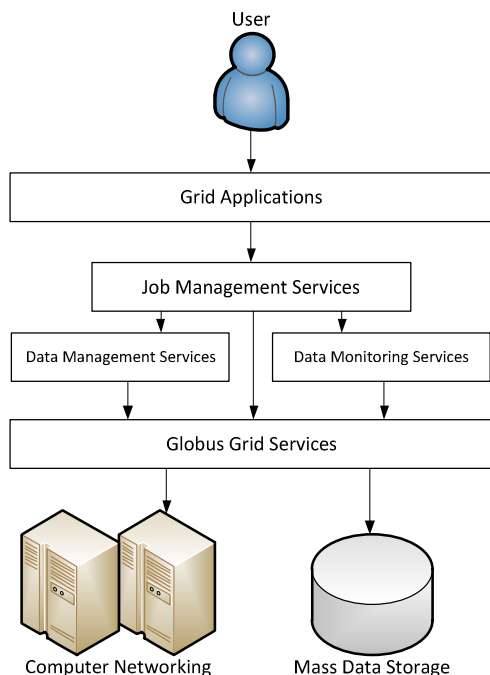 User
Grid Applications
Job Management Services
Data Management Services
Data Monitoring Services
Globus Grid Services
Computer Networking
Mass Data Storage